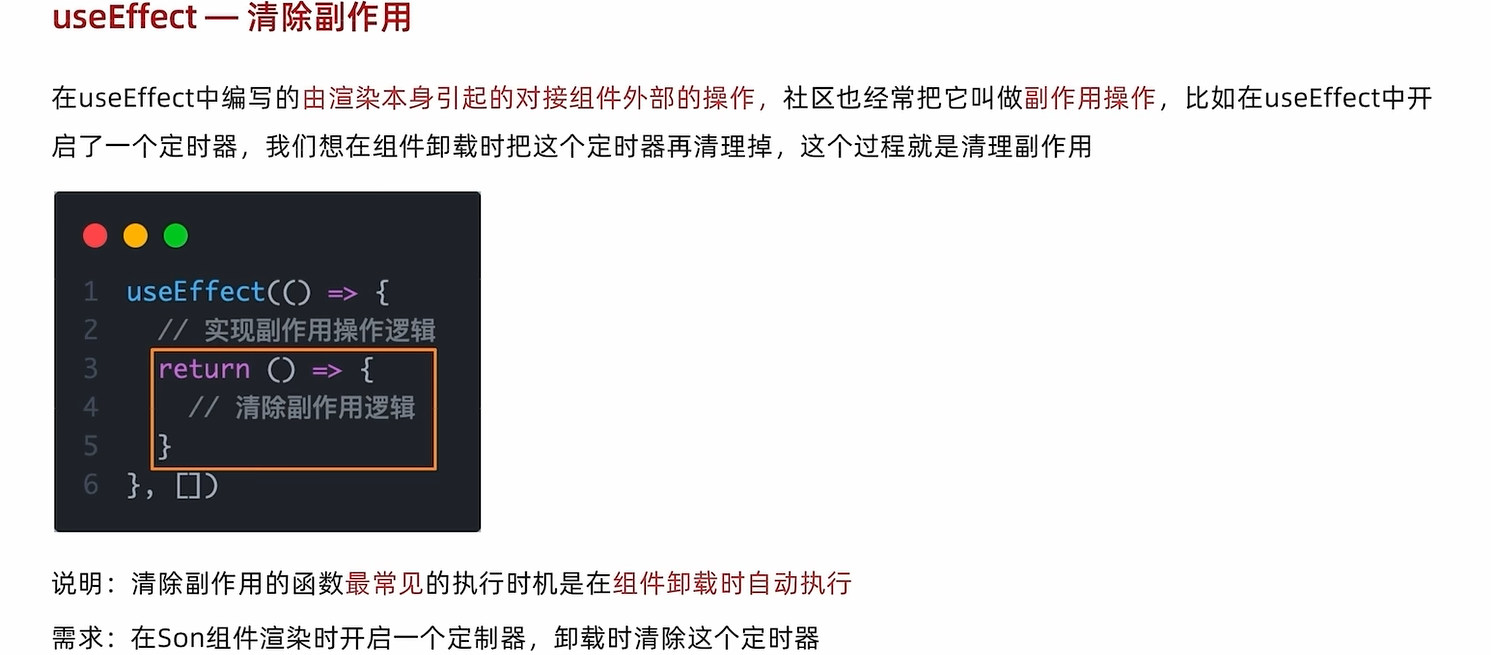 useEffect — 清除副作用
在useEffect中编写的由渲染本身引起的对接组件外部的操作，社区也经常把它叫做副作用操作，比如在useEffect中开
启了一个定时器，我们想在组件卸载时把这个定时器再清理掉，这个过程就是清理副作用
1 useEffect(() => {
2   // 实现副作用操作逻辑
3   return () => {
4     // 清除副作用逻辑
5   }
6 }, [])
说明：清除副作用的函数最常见的执行时机是在组件卸载时自动执行
需求：在Son组件渲染时开启一个定制器，卸载时清除这个定时器